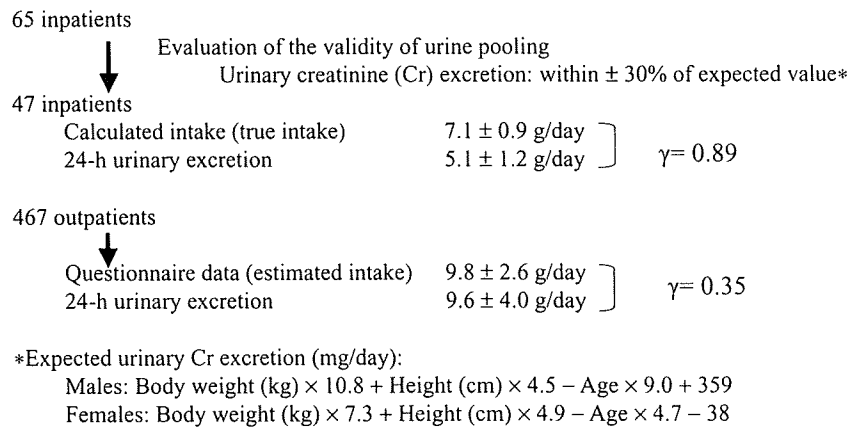 65 inpatients
Evaluation of the validity of urine pooling
Urinary creatinine (Cr) excretion: within ± 30% of expected value*
47 inpatients
Calculated intake (true intake) 7.1 ± 0.9 g/day
24-h urinary excretion 5.1 ± 1.2 g/day
γ= 0.89
467 outpatients
Questionnaire data (estimated intake) 9.8 ± 2.6 g/day
24-h urinary excretion 9.6 ± 4.0 g/day
γ= 0.35
*Expected urinary Cr excretion (mg/day):
Males: Body weight (kg) × 10.8 + Height (cm) × 4.5 – Age × 9.0 + 359
Females: Body weight (kg) × 7.3 + Height (cm) × 4.9 – Age × 4.7 – 38